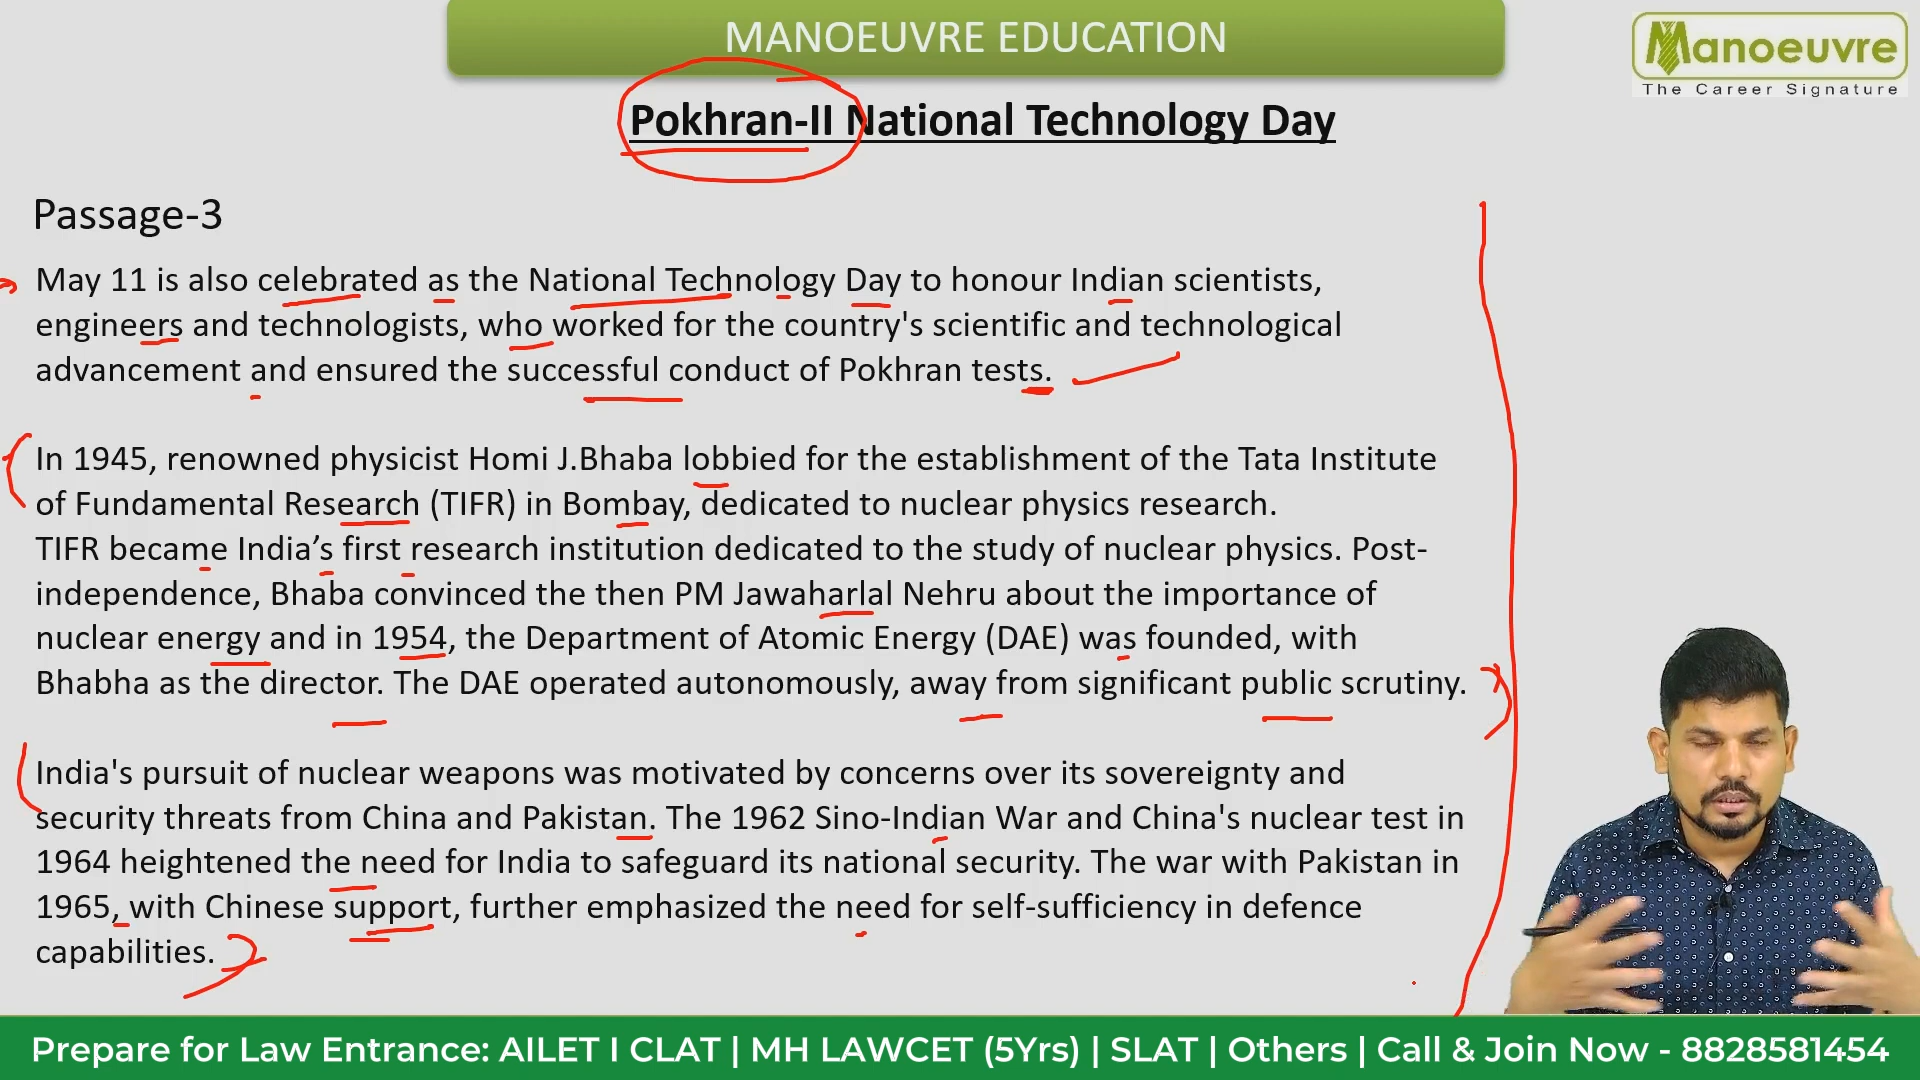 MANOEUVRE EDUCATION
Manoeuvre
The Career Signature
Pokhran-II National Technology Day
Passage-3
May 11 is also celebrated as the National Technology Day to honour Indian scientists,
engineers and technologists, who worked for the country's scientific and technological
advancement and ensured the successful conduct of Pokhran tests.
In 1945, renowned physicist Homi J.Bhaba lobbied for the establishment of the Tata Institute
of Fundamental Research (TIFR) in Bombay, dedicated to nuclear physics research.
TIFR became India’s first research institution dedicated to the study of nuclear physics. Post-
independence, Bhaba convinced the then PM Jawaharlal Nehru about the importance of
nuclear energy and in 1954, the Department of Atomic Energy (DAE) was founded, with
Bhabha as the director. The DAE operated autonomously, away from significant public scrutiny.
India's pursuit of nuclear weapons was motivated by concerns over its sovereignty and
security threats from China and Pakistan. The 1962 Sino-Indian War and China's nuclear test in
1964 heightened the need for India to safeguard its national security. The war with Pakistan in
1965, with Chinese support, further emphasized the need for self-sufficiency in defence
capabilities.
Prepare for Law Entrance: AILET I CLAT | MH LAWCET (5Yrs) | SLAT | Others | Call & Join Now - 8828581454